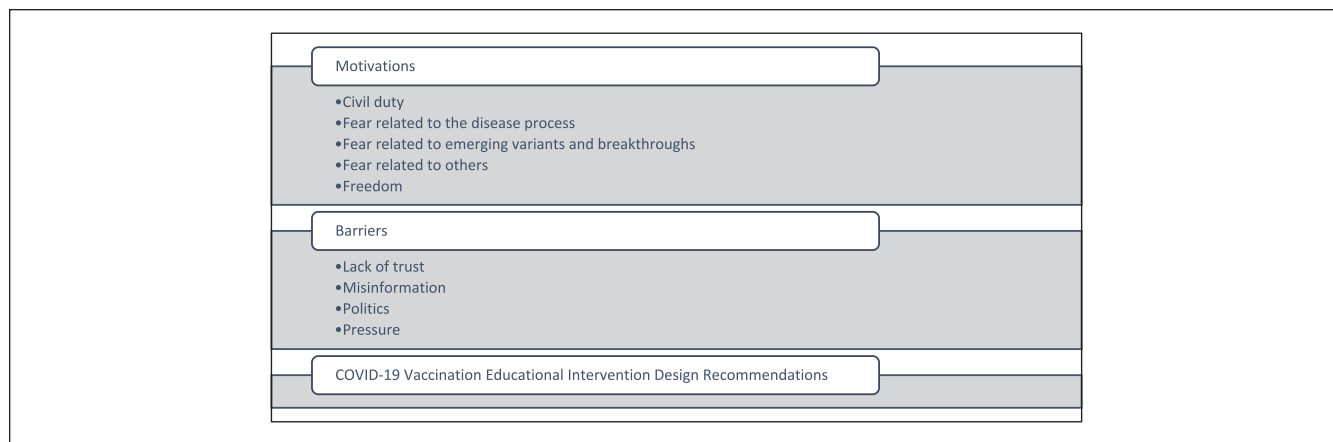 Motivations
•Civil duty
•Fear related to the disease process
•Fear related to emerging variants and breakthroughs
•Fear related to others
•Freedom
Barriers
•Lack of trust
•Misinformation
•Politics
•Pressure
COVID-19 Vaccination Educational Intervention Design Recommendations